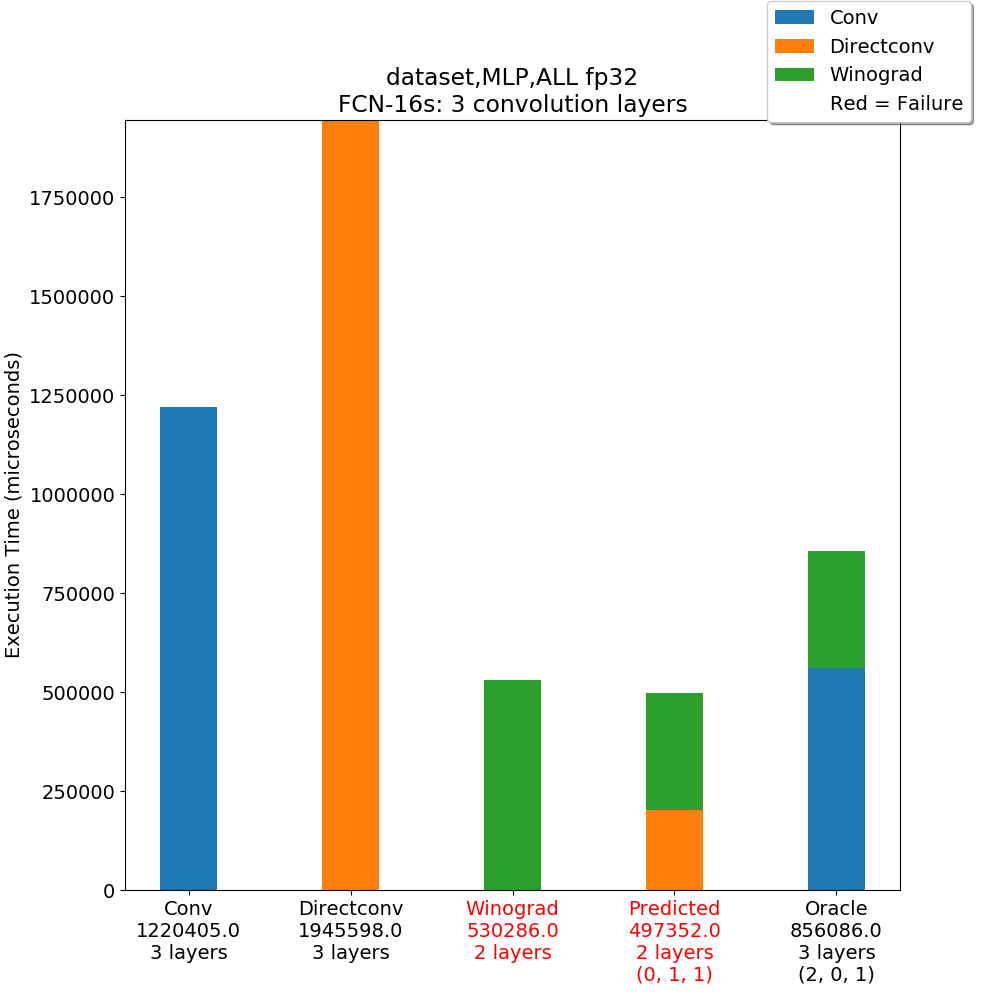 Conv
Directconv
Winograd
Red = Failure
dataset,MLP,ALL fp32
FCN-16s: 3 convolution layers
Execution Time (microseconds)
1750000
1500000
1250000
1000000
750000
500000
250000
0
Conv
1220405.0
3 layers
Directconv
1945598.0
3 layers
Winograd
530286.0
2 layers
Predicted
497352.0
2 layers
(0, 1, 1)
Oracle
856086.0
3 layers
(2, 0, 1)